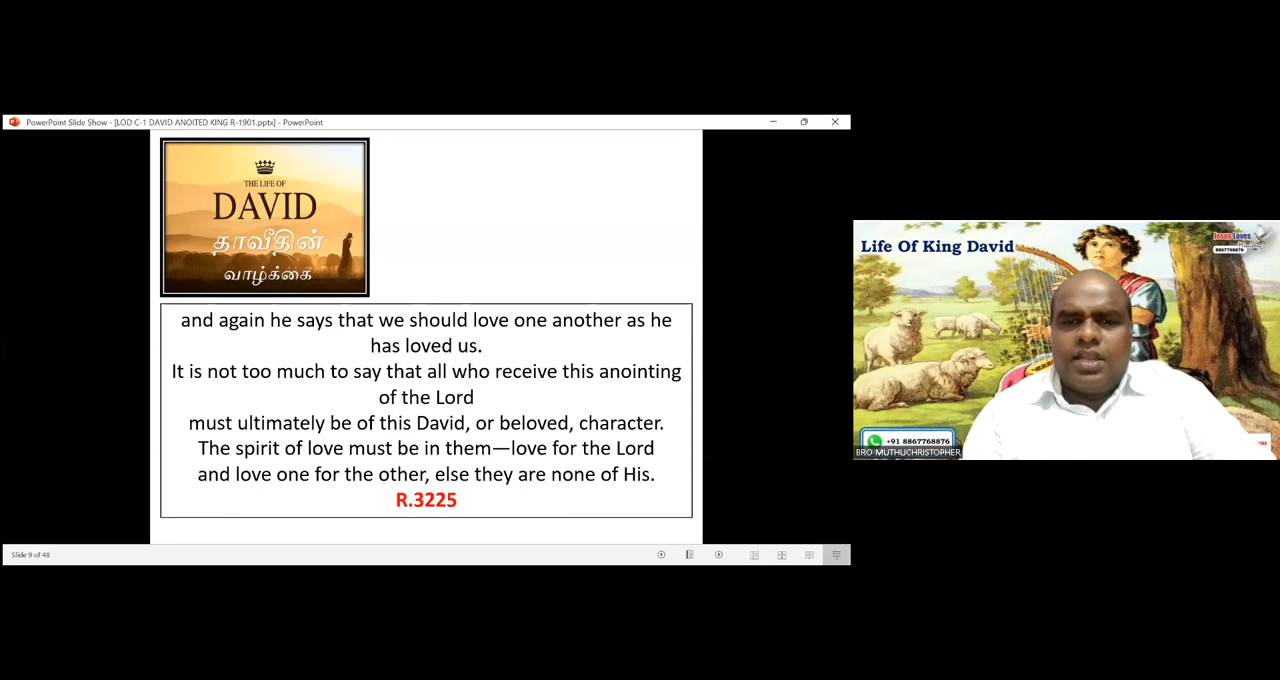 PowerPoint Slide Show - [LOD C-1 DAVID ANOITED KING R-1901.pptx] - PowerPoint
THE LIFE OF
DAVID
தாவீதின்
வாழ்க்கை
and again he says that we should love one another as he
has loved us.
It is not too much to say that all who receive this anointing
of the Lord
must ultimately be of this David, or beloved, character.
The spirit of love must be in them—love for the Lord
and love one for the other, else they are none of His.
R.3225
Slide 9 of 48
Life Of King David
Jesus Loves
8867768876
+91 8867768876
BRO MUTHUCHRISTOPHER